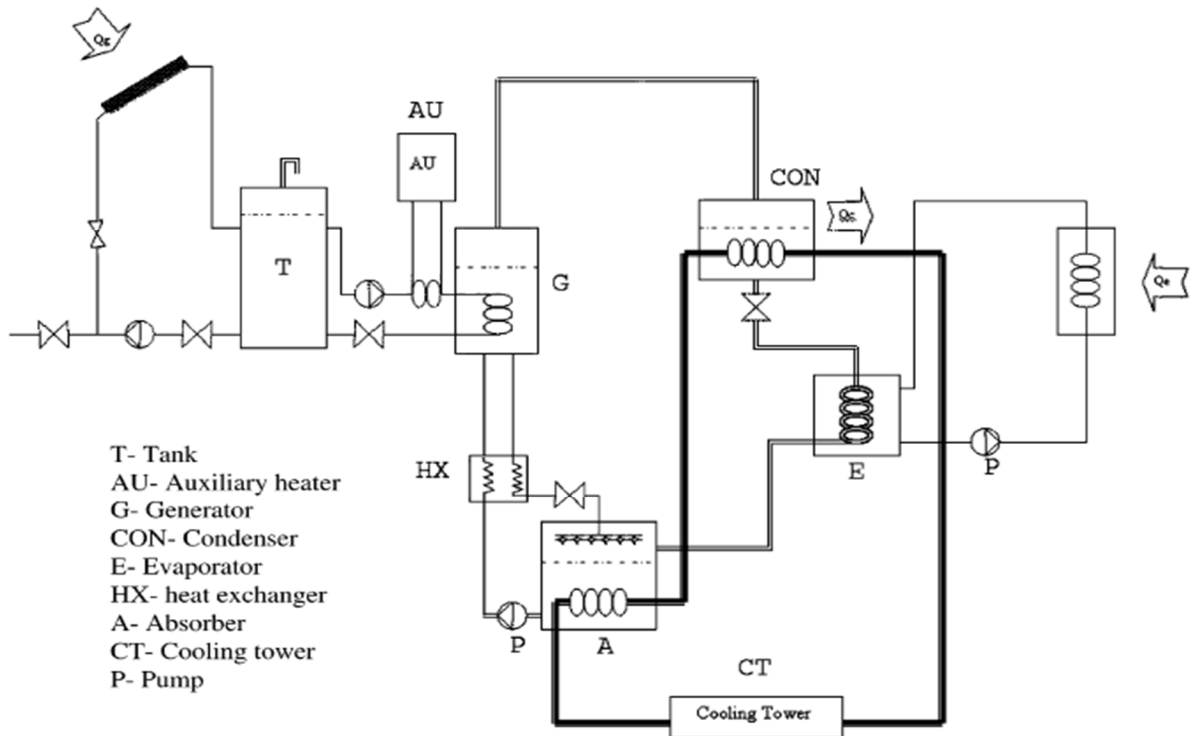 Qg
AU
AU
CON
Qc
T
G
Qe
E
P
HX
P
A
CT
Cooling Tower
T- Tank
AU- Auxiliary heater
G- Generator
CON- Condenser
E- Evaporator
HX- heat exchanger
A- Absorber
CT- Cooling tower
P- Pump